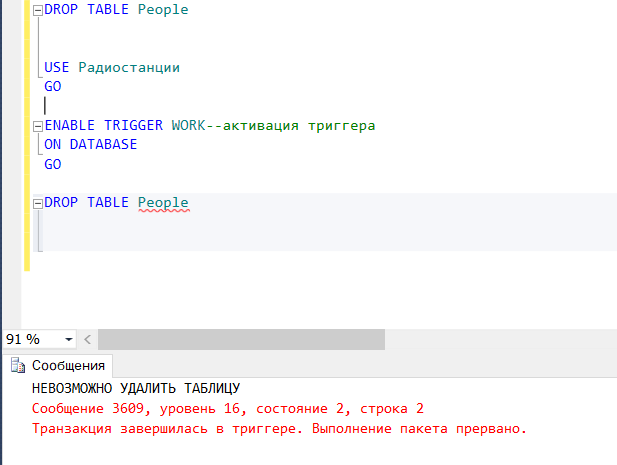 DROP TABLE People
USE Радиостанции
GO
ENABLE TRIGGER WORK--активация триггера
ON DATABASE
GO
DROP TABLE People
91 %
Сообщения
НЕВОЗМОЖНО УДАЛИТЬ ТАБЛИЦУ
Сообщение 3609, уровень 16, состояние 2, строка 2
Транзакция завершилась в триггере. Выполнение пакета прервано.